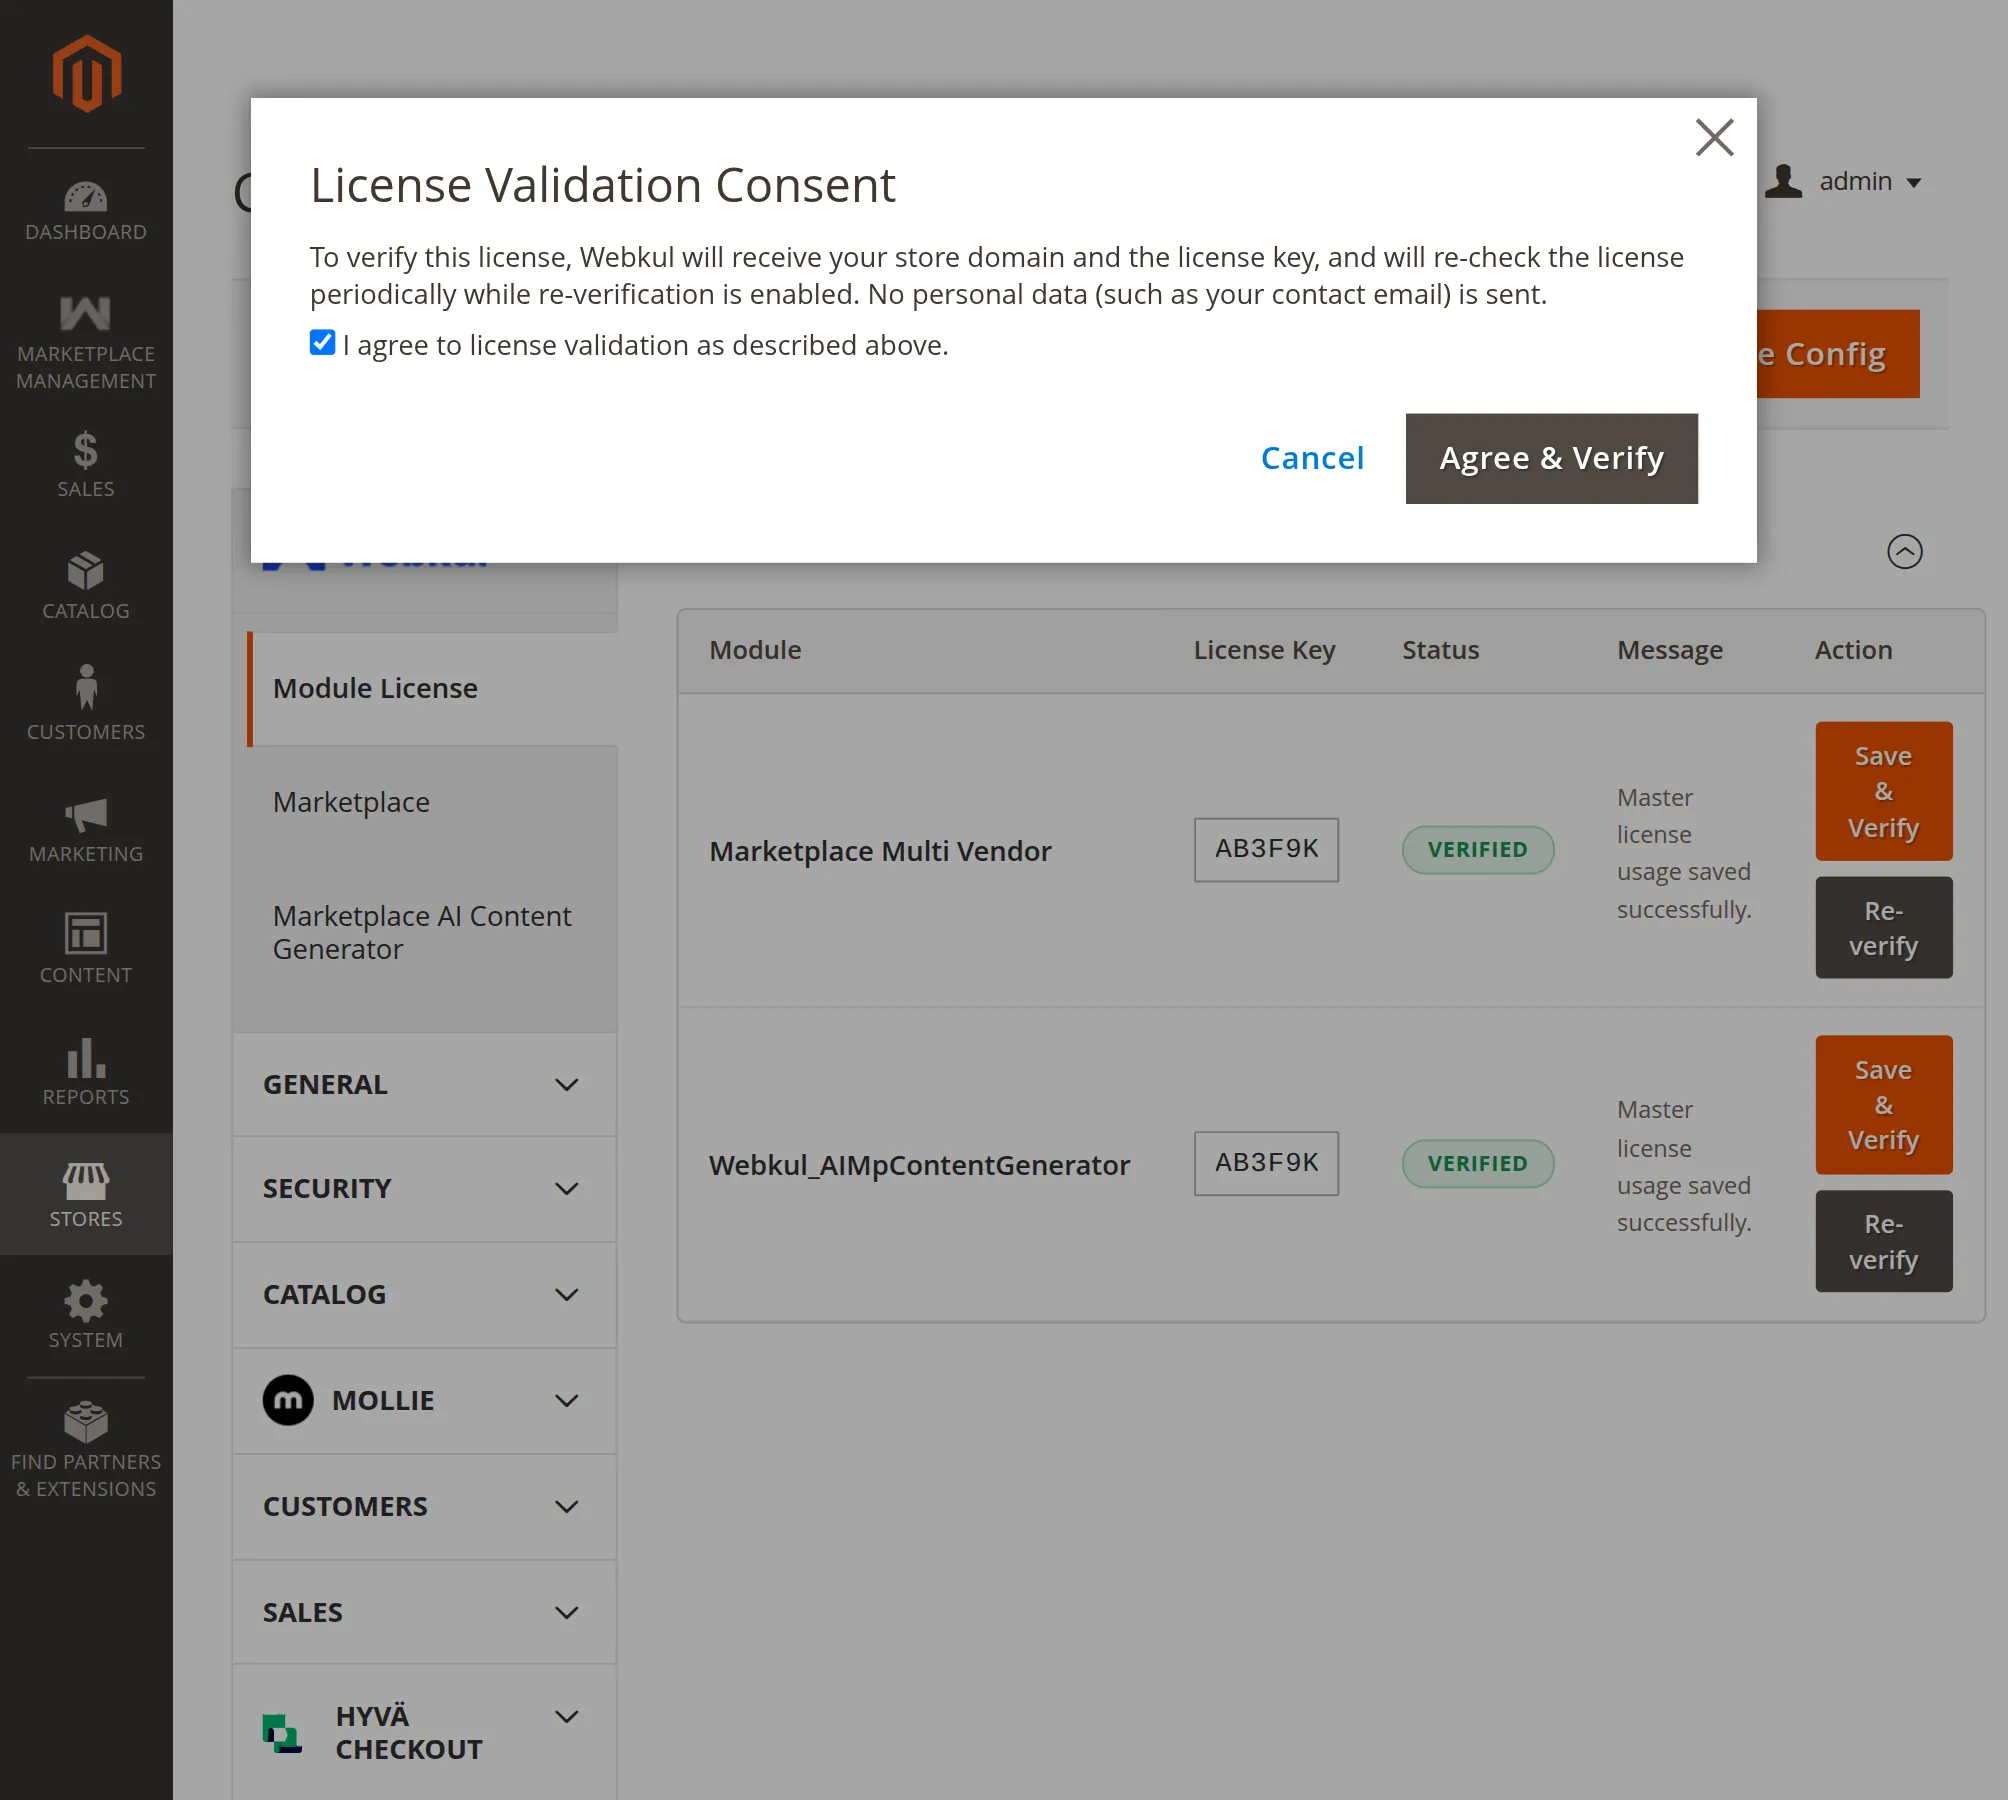 DASHBOARD
MARKETPLACE
MANAGEMENT
SALES
CATALOG
CUSTOMERS
MARKETING
CONTENT
REPORTS
STORES
SYSTEM
FIND PARTNERS
& EXTENSIONS
License Validation Consent
To verify this license, Webkul will receive your store domain and the license key, and will re-check the license
periodically while re-verification is enabled. No personal data (such as your contact email) is sent.
I agree to license validation as described above.
Cancel
Agree & Verify
admin
e Config
Module License
Marketplace
Marketplace AI Content
Generator
GENERAL
SECURITY
CATALOG
MOLLIE
CUSTOMERS
SALES
HYVÄ
CHECKOUT
Module License Key Status Message Action
Marketplace Multi Vendor
AB3F9K
VERIFIED
Master
license
usage saved
successfully.
Save
&
Verify
Re-
verify
Webkul_AIMpContentGenerator
AB3F9K
VERIFIED
Master
license
usage saved
successfully.
Save
&
Verify
Re-
verify